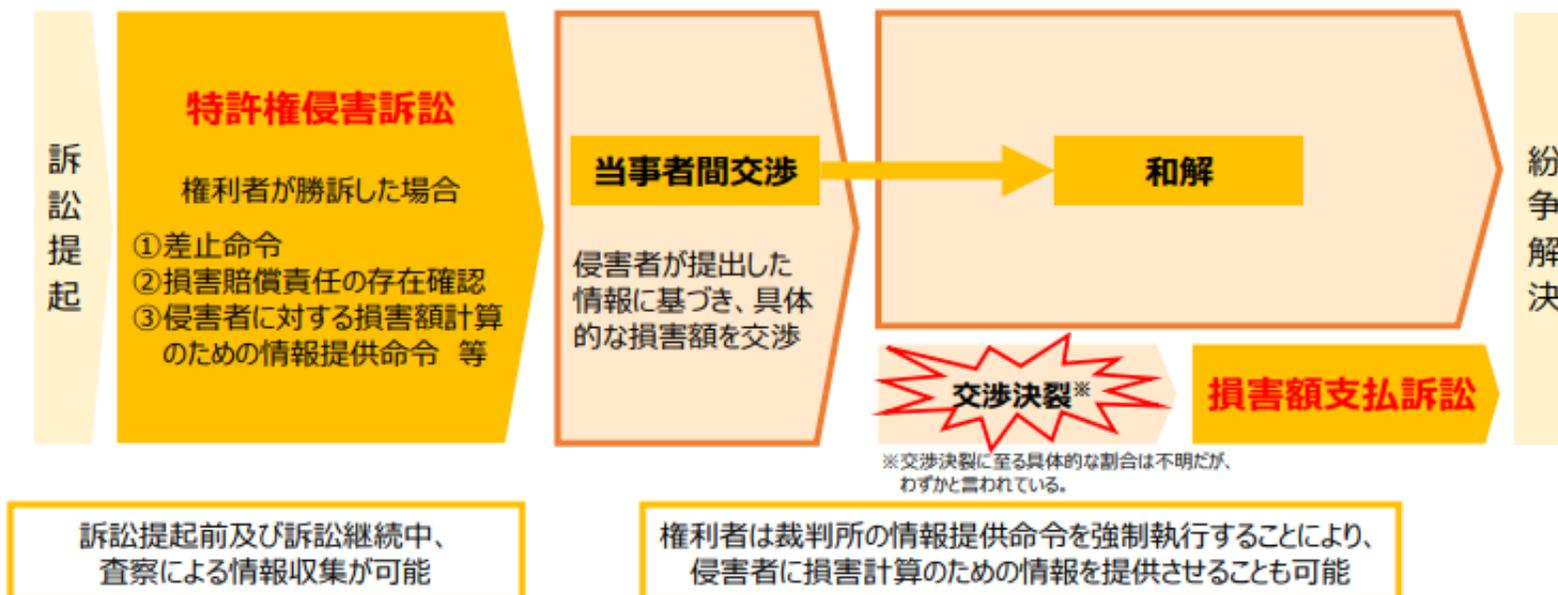 訴訟提起
特許権侵害訴訟
権利者が勝訴した場合
①差止命令
②損害賠償責任の存在確認
③侵害者に対する損害額計算
のための情報提供命令 等
当事者間交渉
侵害者が提出した
情報に基づき、具体
的な損害額を交渉
和解
交渉決裂※
損害額支払訴訟
※交渉決裂に至る具体的な割合は不明だが、
わずかと言われている。
紛争解決
訴訟提起前及び訴訟継続中、
査察による情報収集が可能
権利者は裁判所の情報提供命令を強制執行することにより、
侵害者に損害計算のための情報を提供させることも可能